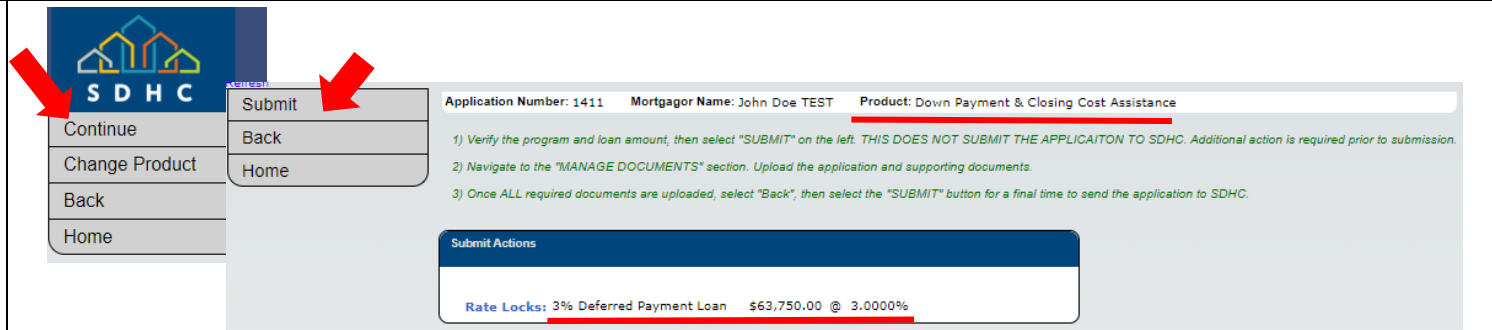 SDHC
Continue
Change Product
Back
Home
Refresh
Submit
Back
Home
Application Number: 1411 Mortgagor Name: John Doe TEST Product: Down Payment & Closing Cost Assistance
1) Verify the program and loan amount, then select "SUBMIT" on the left. THIS DOES NOT SUBMIT THE APPLICAITON TO SDHC. Additional action is required prior to submission.
2) Navigate to the "MANAGE DOCUMENTS" section. Upload the application and supporting documents.
3) Once ALL required documents are uploaded, select "Back", then select the "SUBMIT" button for a final time to send the application to SDHC.
Submit Actions
Rate Locks: 3% Deferred Payment Loan $63,750.00 @ 3.0000%